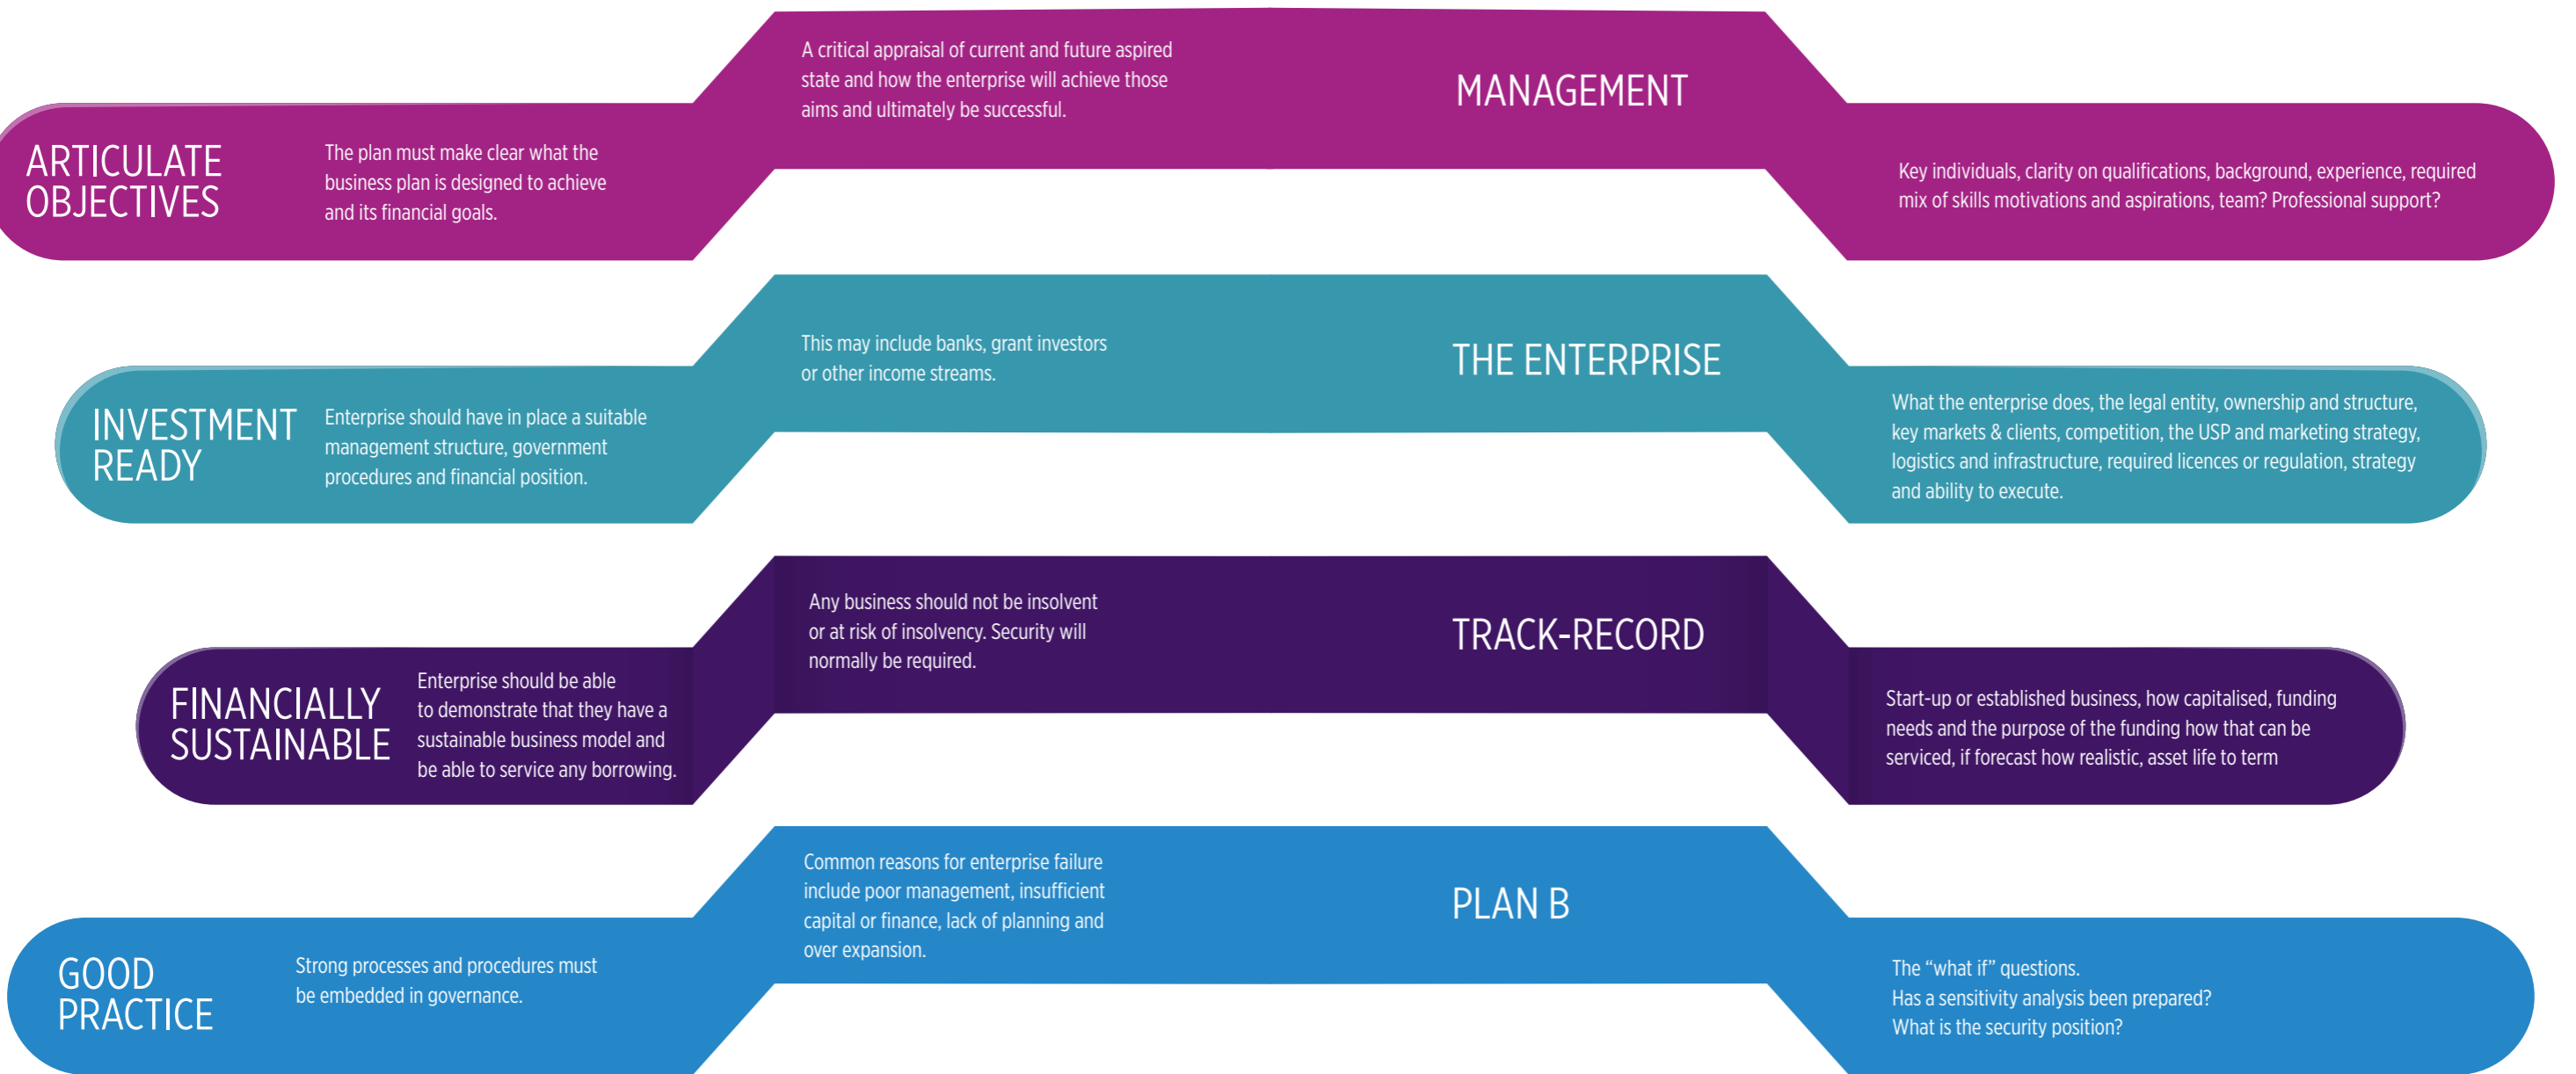 ARTICULATE
OBJECTIVES
The plan must make clear what the
business plan is designed to achieve
and its financial goals.
A critical appraisal of current and future aspired
state and how the enterprise will achieve those
aims and ultimately be successful.
MANAGEMENT
Key individuals, clarity on qualifications, background, experience, required
mix of skills motivations and aspirations, team? Professional support?
INVESTMENT
READY
Enterprise should have in place a suitable
management structure, government
procedures and financial position.
This may include banks, grant investors
or other income streams.
THE ENTERPRISE
What the enterprise does, the legal entity, ownership and structure,
key markets & clients, competition, the USP and marketing strategy,
logistics and infrastructure, required licences or regulation, strategy
and ability to execute.
FINANCIALLY
SUSTAINABLE
Enterprise should be able
to demonstrate that they have a
sustainable business model and
be able to service any borrowing.
Any business should not be insolvent
or at risk of insolvency. Security will
normally be required.
TRACK-RECORD
Start-up or established business, how capitalised, funding
needs and the purpose of the funding how that can be
serviced, if forecast how realistic, asset life to term
GOOD
PRACTICE
Strong processes and procedures must
be embedded in governance.
Common reasons for enterprise failure
include poor management, insufficient
capital or finance, lack of planning and
over expansion.
PLAN B
The “what if” questions.
Has a sensitivity analysis been prepared?
What is the security position?